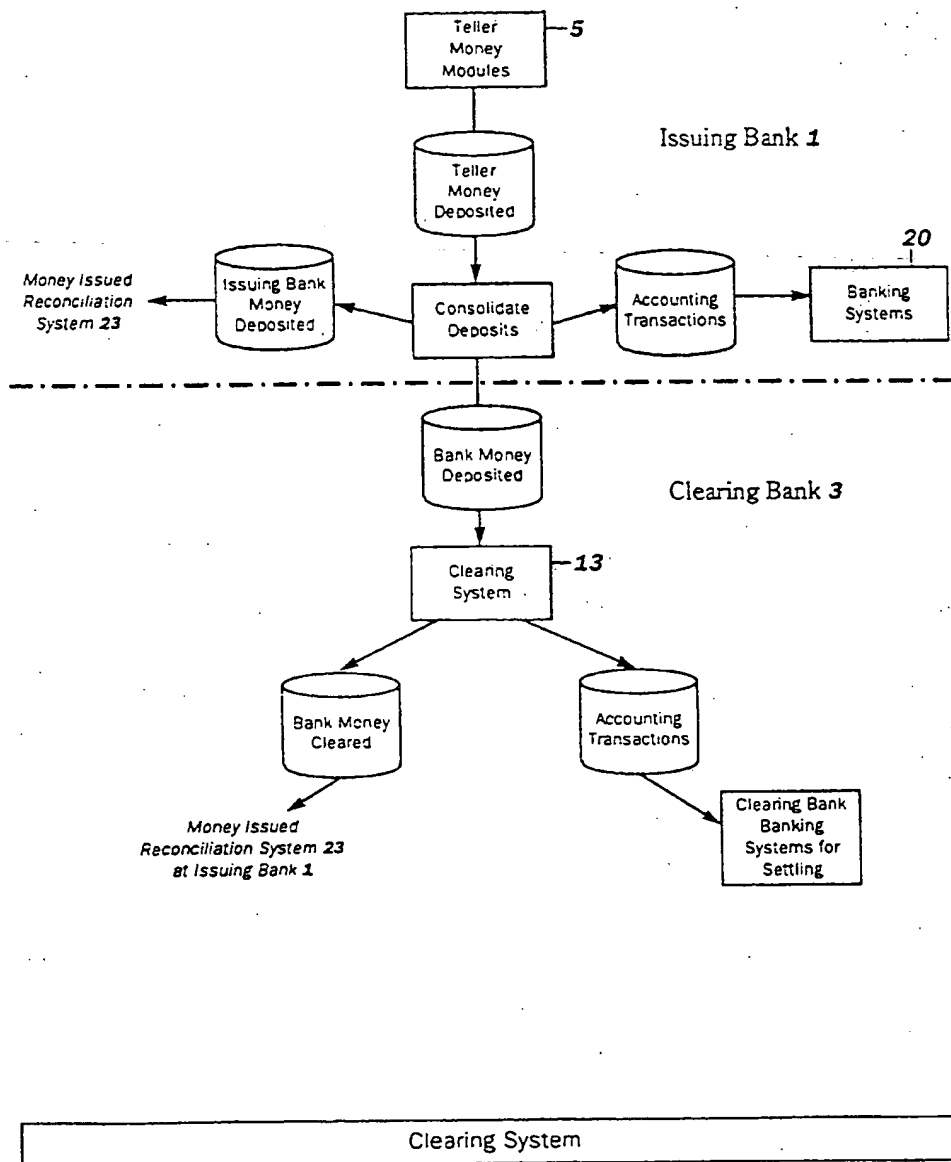 Teller
Money
Modules
5
Issuing Bank 1
Teller
Money
Deposited
20
Money Issued
Reconciliation
System 23
Issuing Bank
Money
Deposited
Consolidate
Deposits
Accounting
Transactions
Banking
Systems
Bank Money
Deposited
Clearing Bank 3
Clearing
System
13
Bank Money
Cleared
Accounting
Transactions
Money Issued
Reconciliation System 23
at Issuing Bank 1
Clearing Bank
Banking
Systems for
Settling
Clearing System